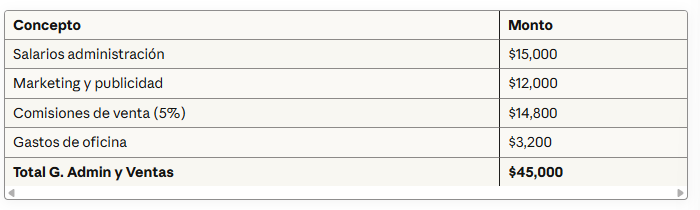 Concepto Monto
Salarios administración $15,000
Marketing y publicidad $12,000
Comisiones de venta (5%) $14,800
Gastos de oficina $3,200
Total G. Admin y Ventas $45,000